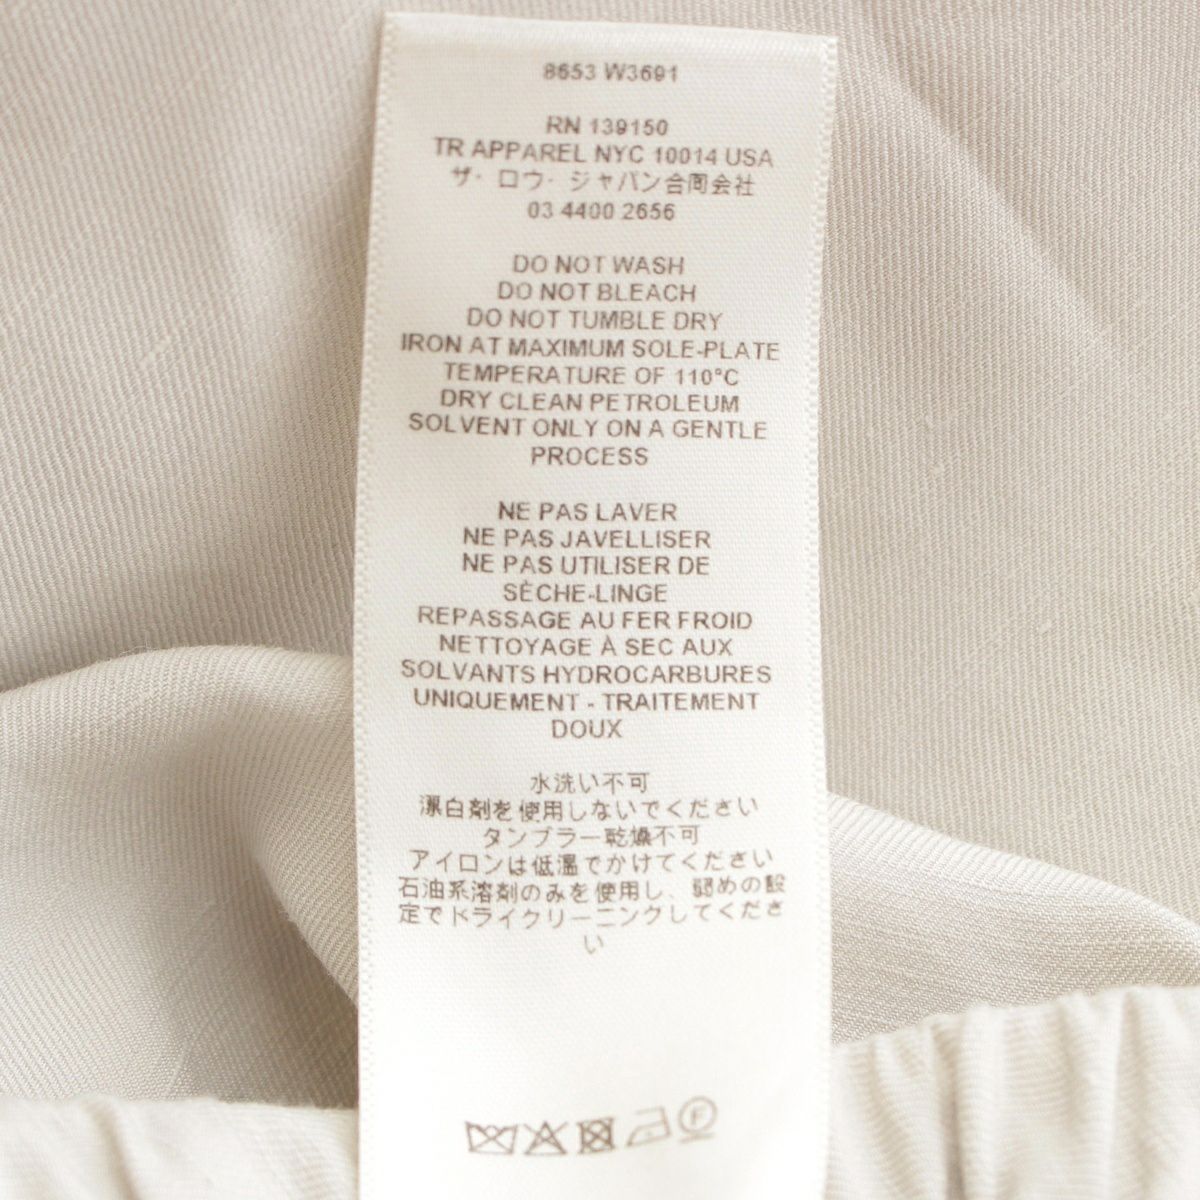 8653 W3691
RN 139150
TR APPAREL NYC 10014 USA
ザ・ロウ・ジャパン合同会社
03 4400 2656
DO NOT WASH
DO NOT BLEACH
DO NOT TUMBLE DRY
IRON AT MAXIMUM SOLE-PLATE
TEMPERATURE OF 110°C
DRY CLEAN PETROLEUM
SOLVENT ONLY ON A GENTLE
PROCESS
NE PAS LAVER
NE PAS JAVELLISER
NE PAS UTILISER DE
SÈCHE-LINGE
REPASSAGE AU FER FROID
NETTOYAGE À SEC AUX
SOLVANTS HYDROCARBURES
UNIQUEMENT - TRAITEMENT
DOUX
水洗い不可
漂白剤を使用しないでください
タンブラー乾燥不可
アイロンは低温でかけてください
石油系溶剤のみを使用し、弱めの設
定でドライクリーニングしてくださ
い
F